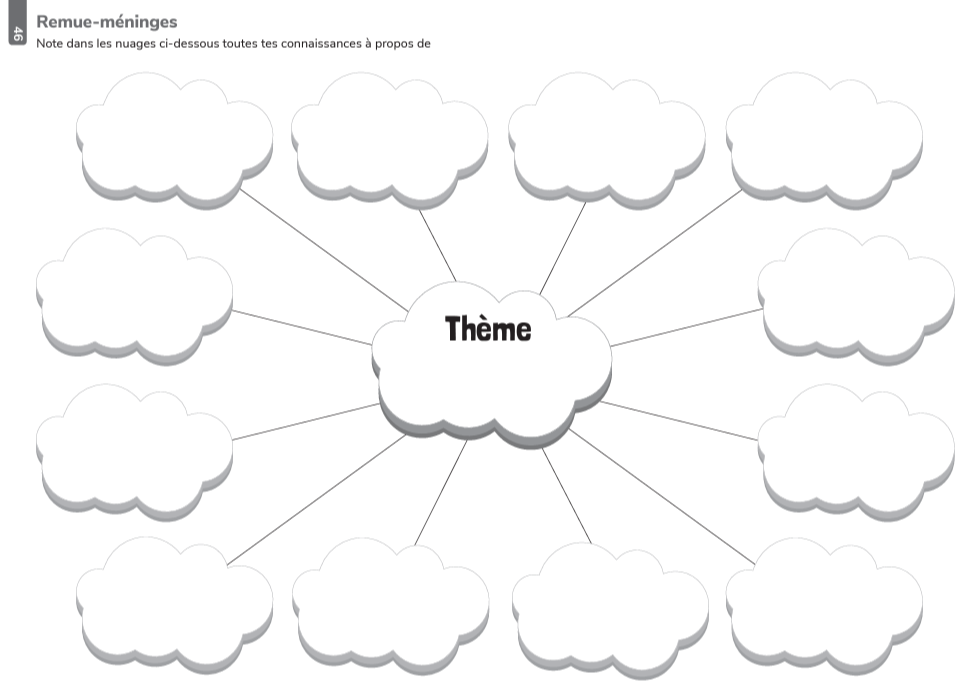 46
Remue-méninges
Note dans les nuages ci-dessous toutes tes connaissances à propos de
Thème